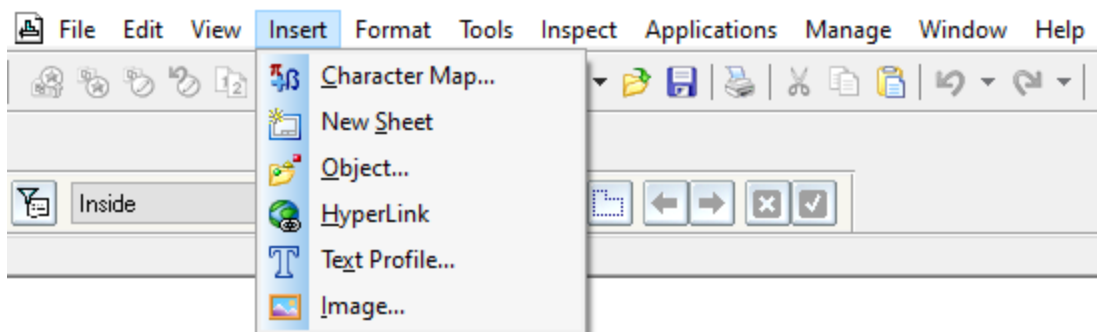 File Edit View Insert Format Tools Inspect Applications Manage Window Help
Character Map...
New Sheet
Object...
Inside
HyperLink
Text Profile...
Image...